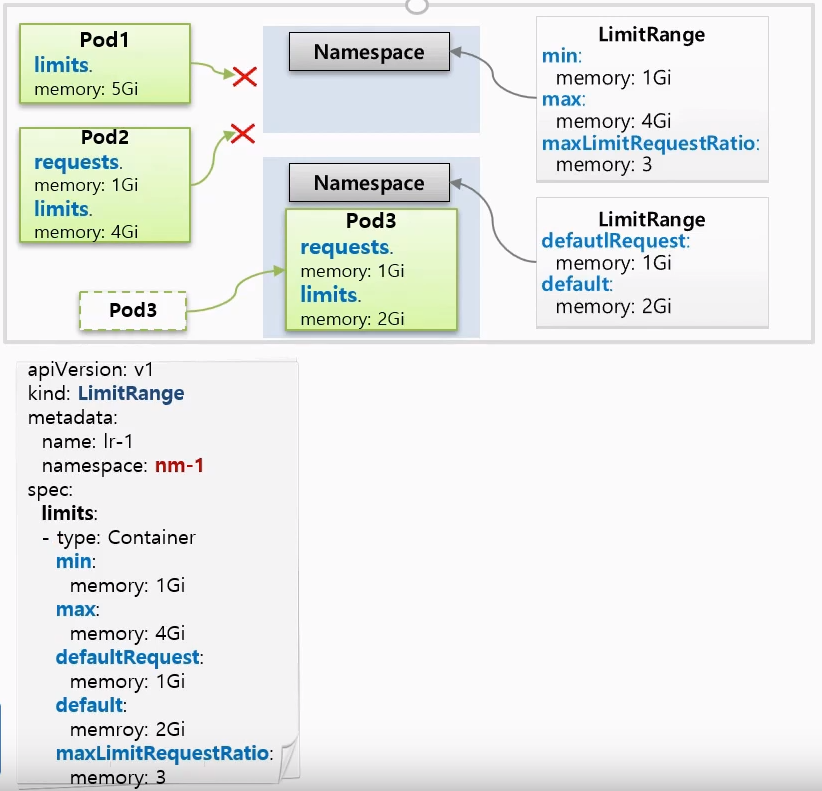 Pod1
limits.
memory: 5Gi
Pod2
requests.
memory: 1Gi
limits.
memory: 4Gi
Pod3
Namespace
Namespace
Pod3
requests.
memory: 1Gi
limits.
memory: 2Gi
LimitRange
min:
memory: 1Gi
max:
memory: 4Gi
maxLimitRequestRatio:
memory: 3
LimitRange
defautlRequest:
memory: 1Gi
default:
memory: 2Gi
apiVersion: v1
kind: LimitRange
metadata:
name: lr-1
namespace: nm-1
spec:
limits:
- type: Container
min:
memory: 1Gi
max:
memory: 4Gi
defaultRequest:
memory: 1Gi
default:
memroy: 2Gi
maxLimitRequestRatio:
memory: 3